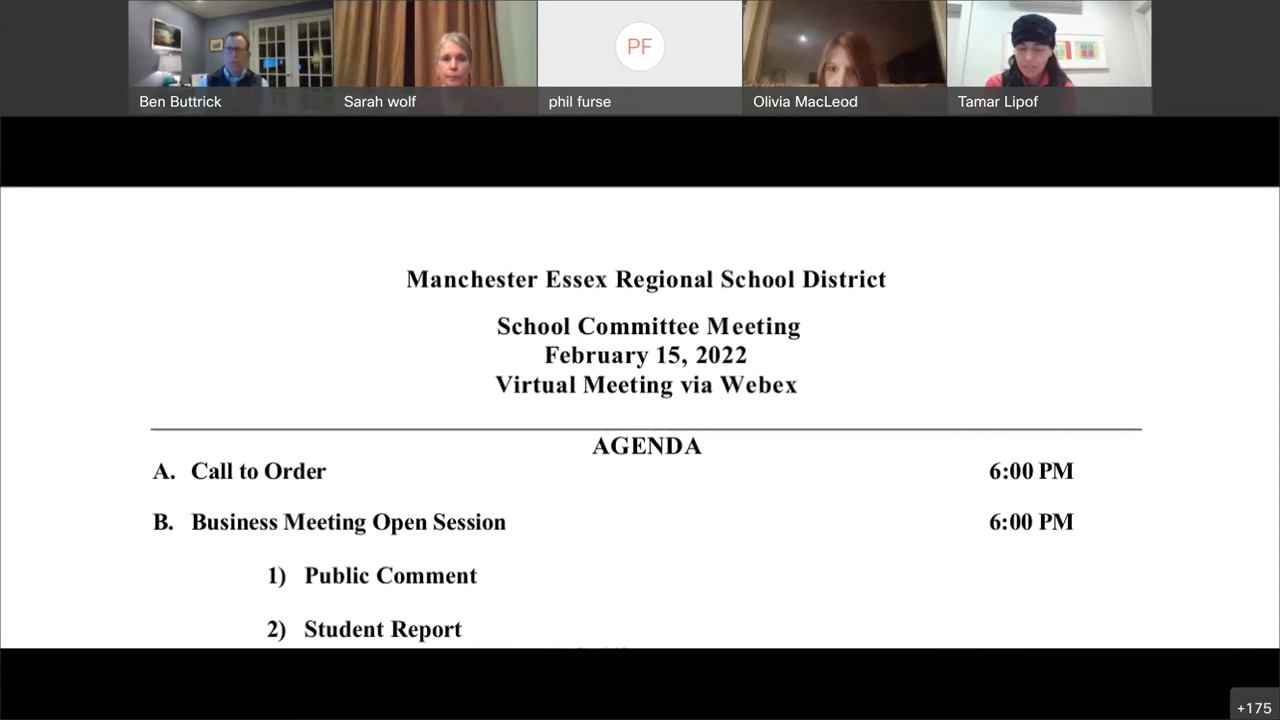 PF
Ben Buttrick
Sarah wolf
phil furse
Olivia MacLeod
Tamar Lipof
Manchester Essex Regional School District
School Committee Meeting
February 15, 2022
Virtual Meeting via Webex
AGENDA
A. Call to Order 6:00 PM
B. Business Meeting Open Session 6:00 PM
1) Public Comment
2) Student Report
+175